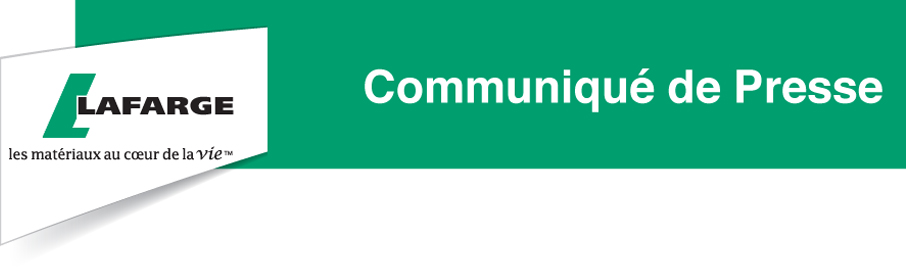 Communiqué de Presse
LAFARGE
les matériaux au cœur de la vie™